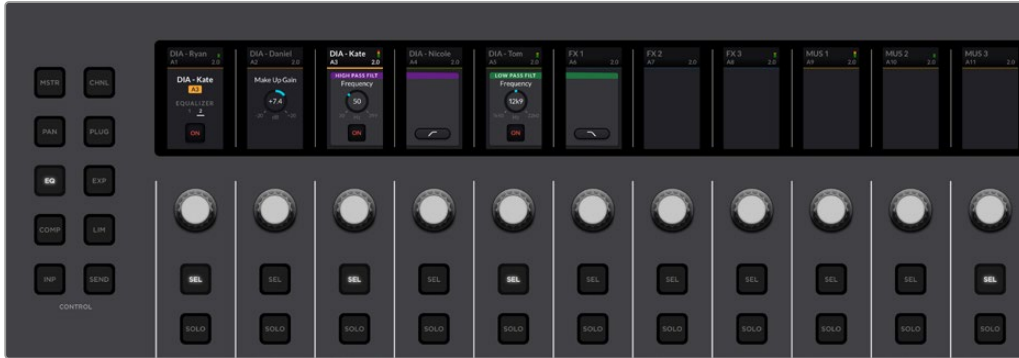 DIA - Ryan
A1 2.0
DIA - Kate
A3
EQUALIZER
1 2
ON
DIA - Daniel
A2 2.0
Make Up Gain
+7.4
dB
DIA - Kate
A3 2.0
HIGH PASS FILT
Frequency
50
Hz
ON
DIA - Nicole
A4 2.0
DIA - Tom
A5 2.0
LOW PASS FILT
Frequency
12k9
Hz
ON
FX 1
A6 2.0
FX 2
A7 2.0
FX 3
A8 2.0
MUS 1
A9 2.0
MUS 2
A10 2.0
MUS 3
A11 2.0
MSTR CHNL
PAN PLUG
EQ EXP
COMP LIM
INP SEND
CONTROL
SEL SEL SEL SEL SEL SEL SEL SEL SEL SEL SEL
SOLO SOLO SOLO SOLO SOLO SOLO SOLO SOLO SOLO SOLO SOLO